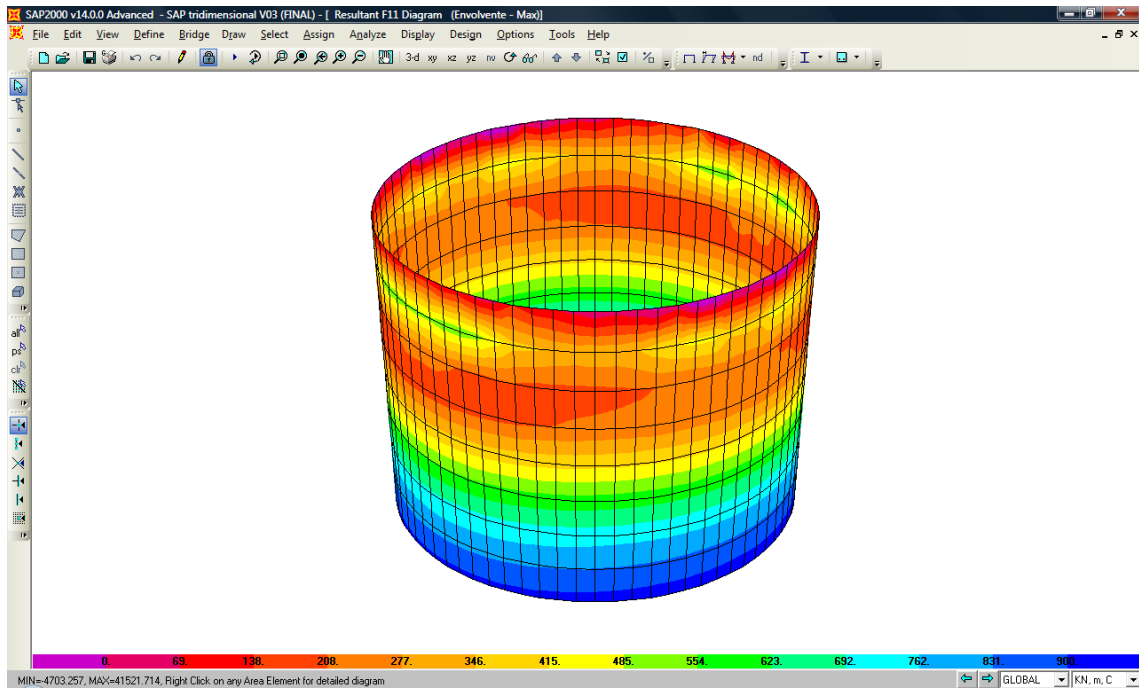 SAP2000 v14.0.0 Advanced - SAP tridimensional V03 (FINAL) - [ Resultant F11 Diagram (Envolvente - Max)]
File Edit View Define Bridge Draw Select Assign Analyze Display Design Options Tools Help
3-d xy xz yz nv nd
all
ps
clr
0. 69. 138. 208. 277. 346. 415. 485. 554. 623. 692. 762. 831. 900.
MIN=-4703.257, MAX=41521.714, Right Click on any Area Element for detailed diagram GLOBAL KN, m, C